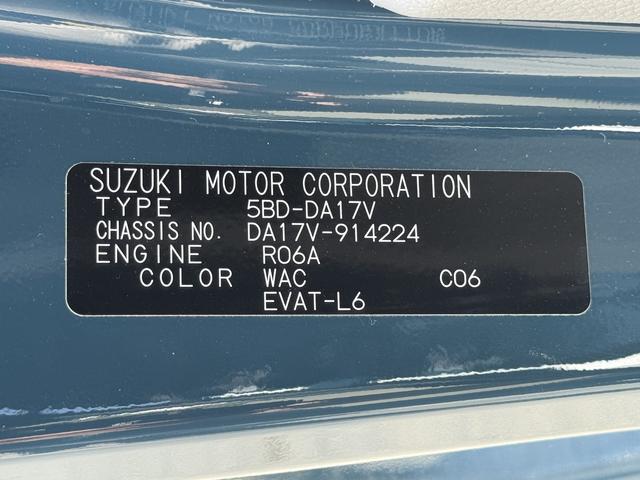 SUZUKI MOTOR CORPORATION
TYPE 5BD-DA17V
CHASSIS NO. DA17V-914224
ENGINE R06A
COLOR WAC C06
EVAT-L6